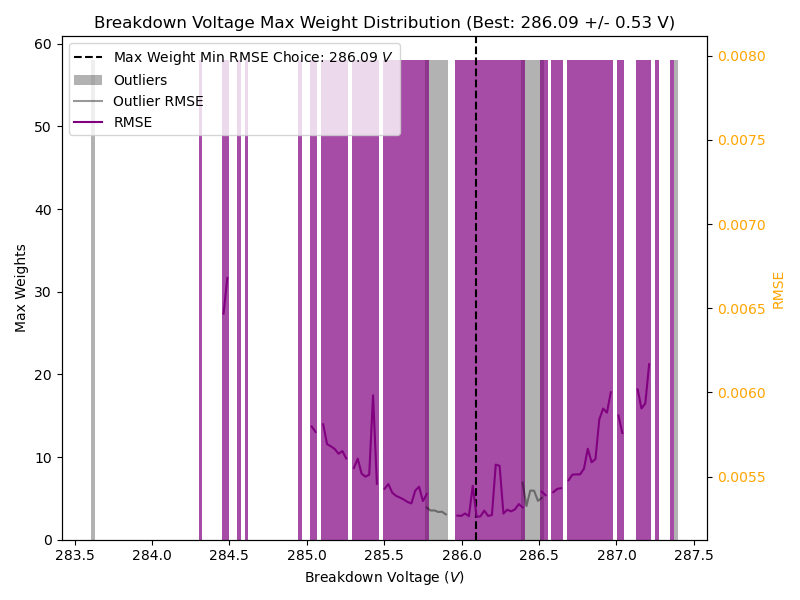 Breakdown Voltage Max Weight Distribution (Best: 286.09 +/- 0.53 V)
Max Weight Min RMSE Choice: 286.09 V
Outliers
Outlier RMSE
RMSE
60
50
40
30
20
10
0
Max Weights
0.0080
0.0075
0.0070
0.0065
0.0060
0.0055
RMSE
283.5 284.0 284.5 285.0 285.5 286.0 286.5 287.0 287.5
Breakdown Voltage (V)